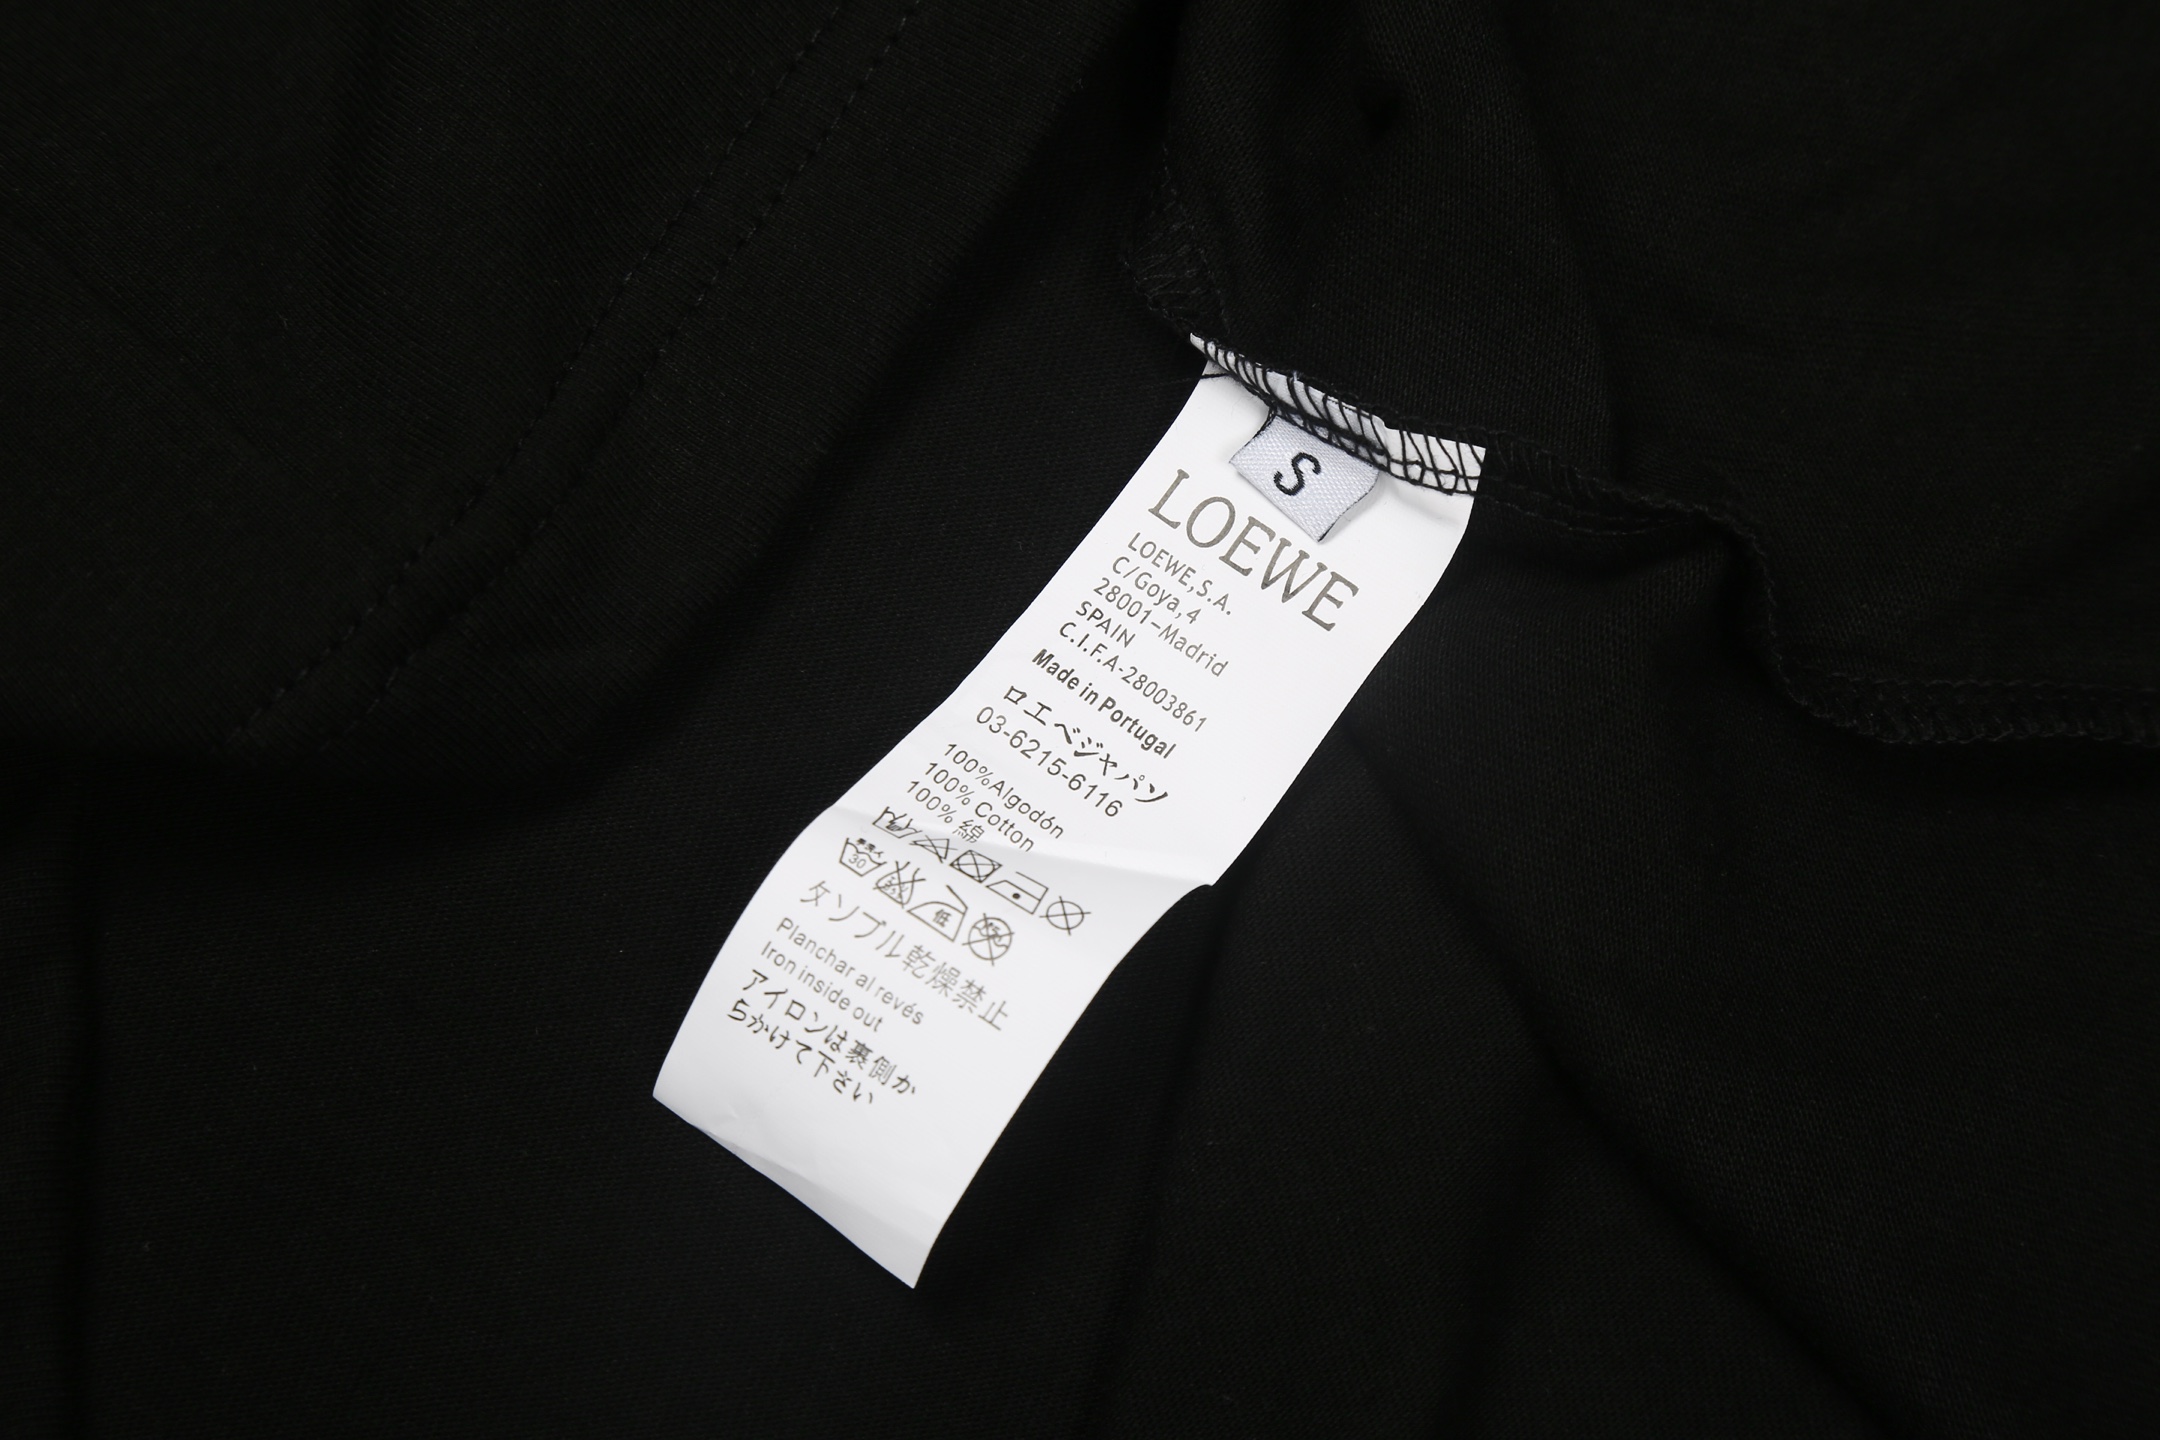 S
LOEWE
LOEWE,S.A.
C/Goya,4
28001-Madrid
SPAIN
C.I.F.A-28003861
Made in Portugal
ロエベジャパン
03-6215-6116
100%Algodón
100% Cotton
100% 綿
30
低
タンブル乾燥禁止
Planchar al revés
Iron inside out
アイロンは裏側か
らかけて下さい